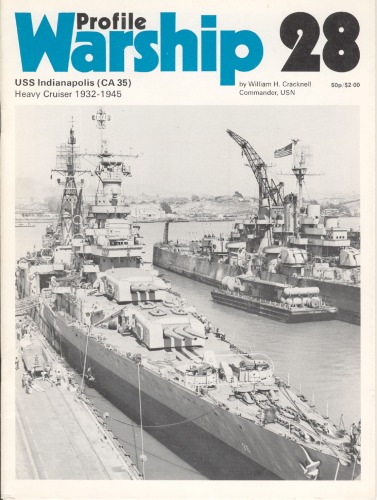 Profile
Warship 28
USS Indianapolis (CA 35)
Heavy Cruiser 1932-1945
by William H. Cracknell
Commander, USN
50p/$2·00